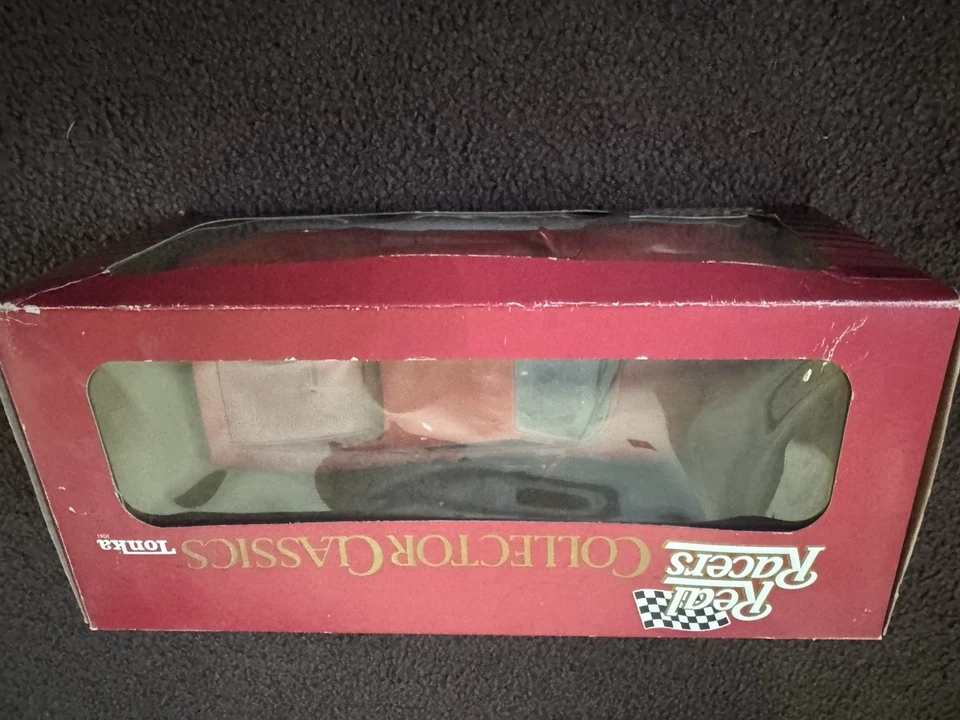 Real
Racers
COLLECTOR CLASSICS
Tonka